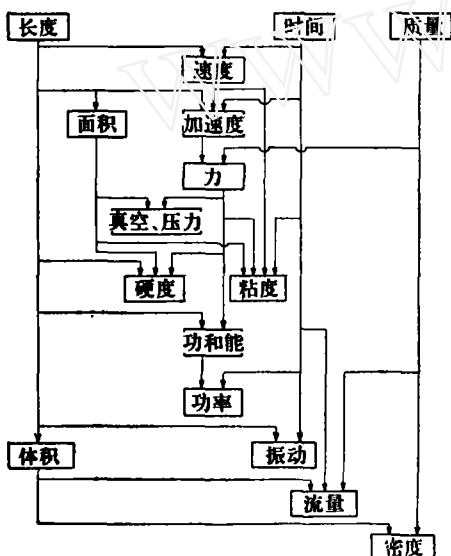 长度 时间 质量
速度
面积 加速度
力
真空、压力
硬度 粘度
功和能
功率
体积 振动
流量
密度